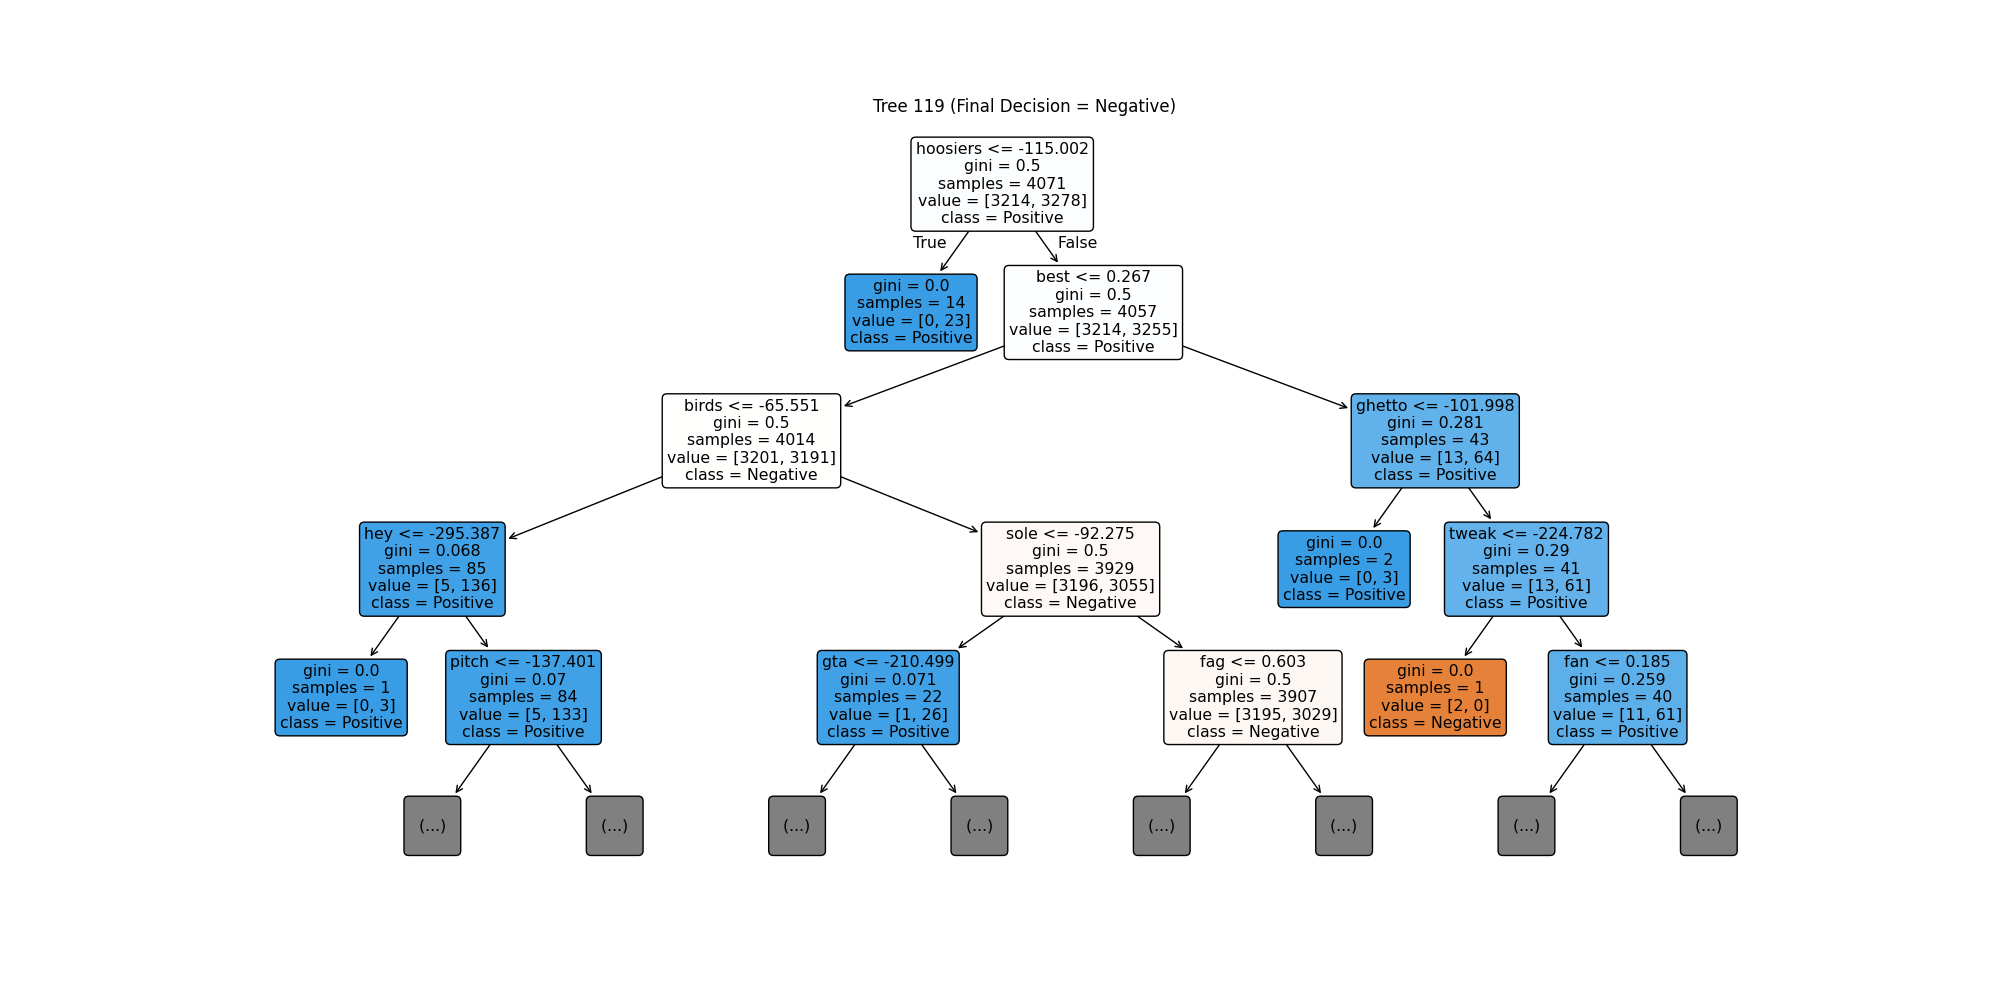 Tree 119 (Final Decision = Negative)
hoosiers <= -115.002
gini = 0.5
samples = 4071
value = [3214, 3278]
class = Positive
True
False
gini = 0.0
samples = 14
value = [0, 23]
class = Positive
best <= 0.267
gini = 0.5
samples = 4057
value = [3214, 3255]
class = Positive
birds <= -65.551
gini = 0.5
samples = 4014
value = [3201, 3191]
class = Negative
ghetto <= -101.998
gini = 0.281
samples = 43
value = [13, 64]
class = Positive
hey <= -295.387
gini = 0.068
samples = 85
value = [5, 136]
class = Positive
sole <= -92.275
gini = 0.5
samples = 3929
value = [3196, 3055]
class = Negative
gini = 0.0
samples = 2
value = [0, 3]
class = Positive
tweak <= -224.782
gini = 0.29
samples = 41
value = [13, 61]
class = Positive
gini = 0.0
samples = 1
value = [0, 3]
class = Positive
pitch <= -137.401
gini = 0.07
samples = 84
value = [5, 133]
class = Positive
gta <= -210.499
gini = 0.071
samples = 22
value = [1, 26]
class = Positive
fag <= 0.603
gini = 0.5
samples = 3907
value = [3195, 3029]
class = Negative
gini = 0.0
samples = 1
value = [2, 0]
class = Negative
fan <= 0.185
gini = 0.259
samples = 40
value = [11, 61]
class = Positive
(...)
(...)
(...)
(...)
(...)
(...)
(...)
(...)